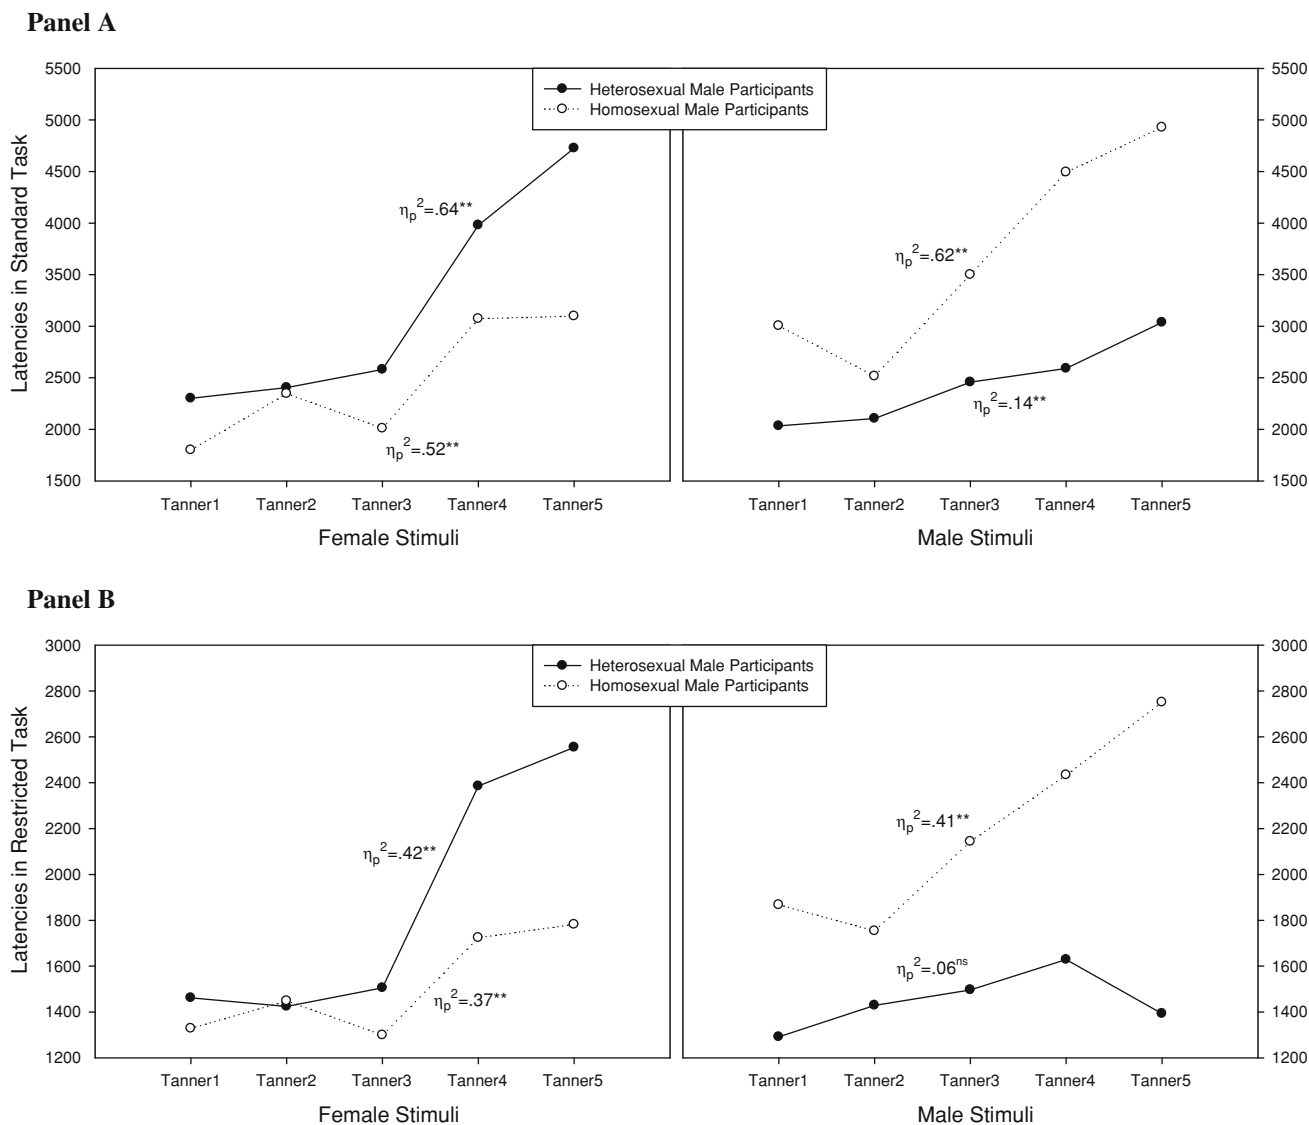 Panel A
5500
5000
4500
4000
3500
3000
2500
2000
1500
Latencies in Standard Task
Heterosexual Male Participants
Homosexual Male Participants
ηp²=.64**
ηp²=.52**
Tanner1 Tanner2 Tanner3 Tanner4 Tanner5
Female Stimuli
ηp²=.62**
ηp²=.14**
5500
5000
4500
4000
3500
3000
2500
2000
1500
Tanner1 Tanner2 Tanner3 Tanner4 Tanner5
Male Stimuli
Panel B
3000
2800
2600
2400
2200
2000
1800
1600
1400
1200
Latencies in Restricted Task
Heterosexual Male Participants
Homosexual Male Participants
ηp²=.42**
ηp²=.37**
Tanner1 Tanner2 Tanner3 Tanner4 Tanner5
Female Stimuli
ηp²=.41**
ηp²=.06ns
3000
2800
2600
2400
2200
2000
1800
1600
1400
1200
Tanner1 Tanner2 Tanner3 Tanner4 Tanner5
Male Stimuli